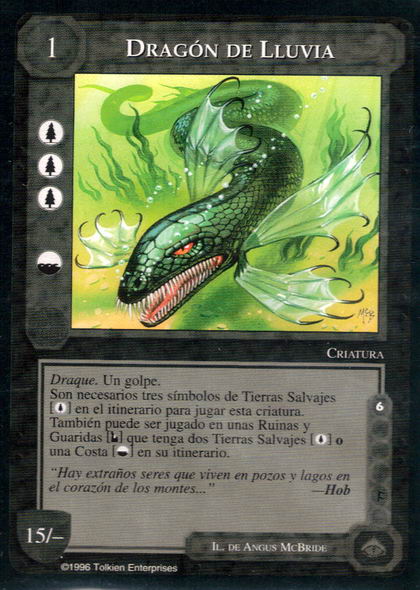 1
DRAGÓN DE LLUVIA
McB
CRIATURA
Draque. Un golpe.
Son necesarios tres símbolos de Tierras Salvajes
[ ] en el itinerario para jugar esta criatura.
También puede ser jugado en unas Ruinas y
Guaridas [ ] que tenga dos Tierras Salvajes [ ] o
una Costa [ ] en su itinerario.
6
“Hay extraños seres que viven en pozos y lagos en
el corazón de los montes...” —Hob
15/–
IL. DE ANGUS MCBRIDE
©1996 Tolkien Enterprises